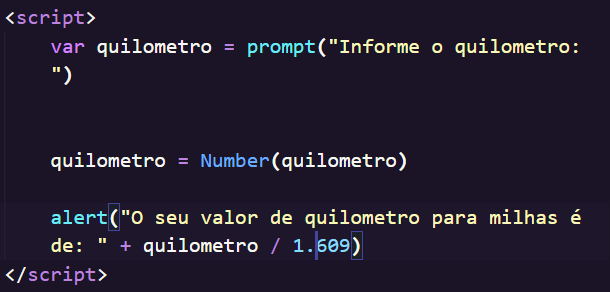 <script>
var quilometro = prompt("Informe o quilometro:
")
quilometro = Number(quilometro)
alert("O seu valor de quilometro para milhas é
de: " + quilometro / 1.609)
</script>